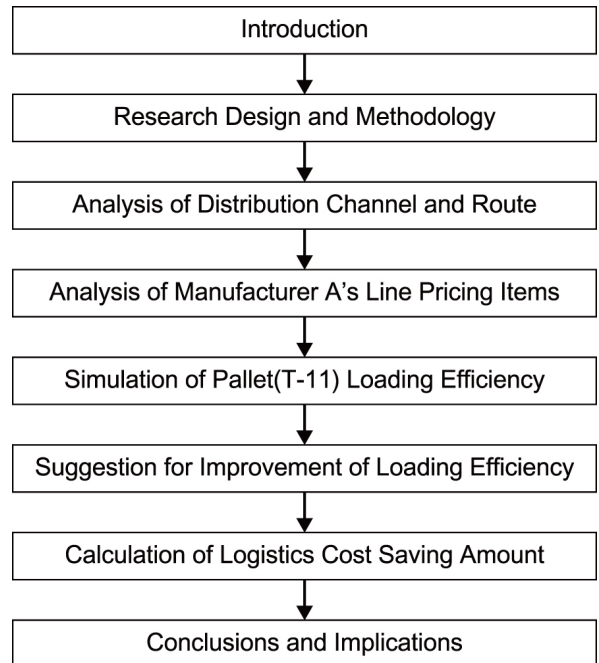 Introduction
Research Design and Methodology
Analysis of Distribution Channel and Route
Analysis of Manufacturer A’s Line Pricing Items
Simulation of Pallet(T-11) Loading Efficiency
Suggestion for Improvement of Loading Efficiency
Calculation of Logistics Cost Saving Amount
Conclusions and Implications